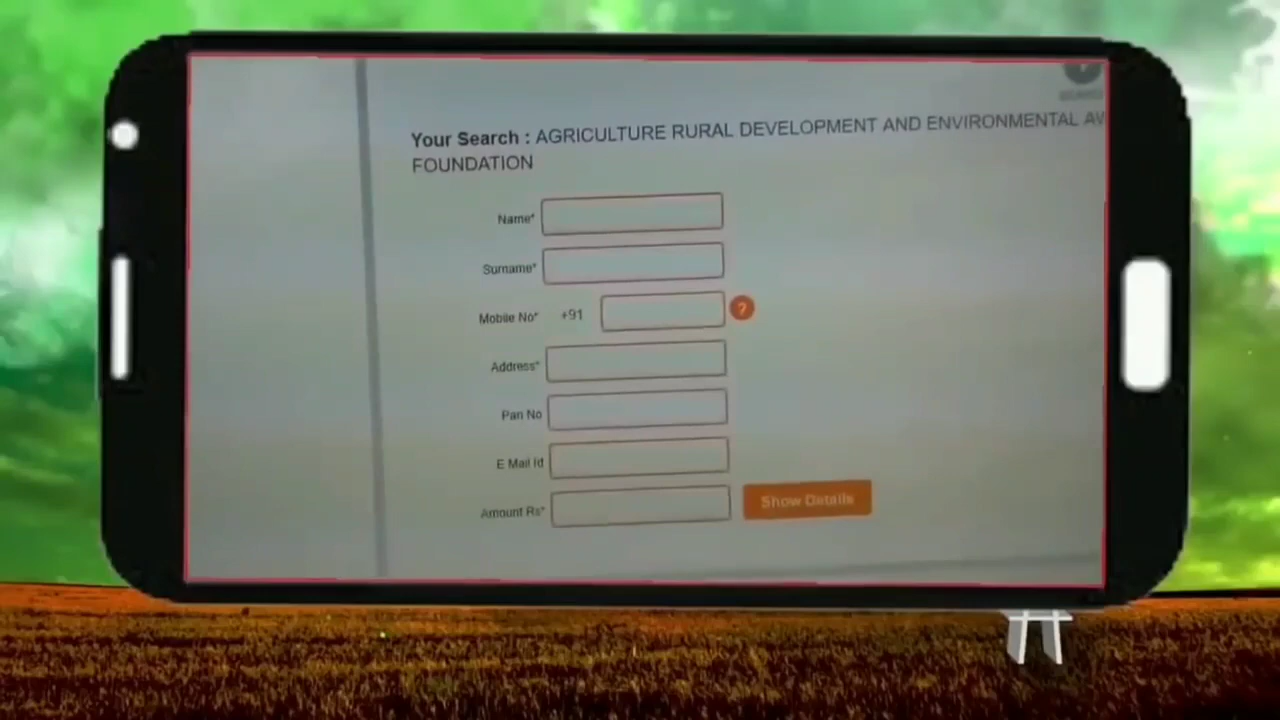 Your Search : AGRICULTURE RURAL DEVELOPMENT AND ENVIRONMENTAL
FOUNDATION
Name*
Surname*
Mobile No* +91 ?
Address*
Pan No
E Mail Id
Amount Rs* Show Details